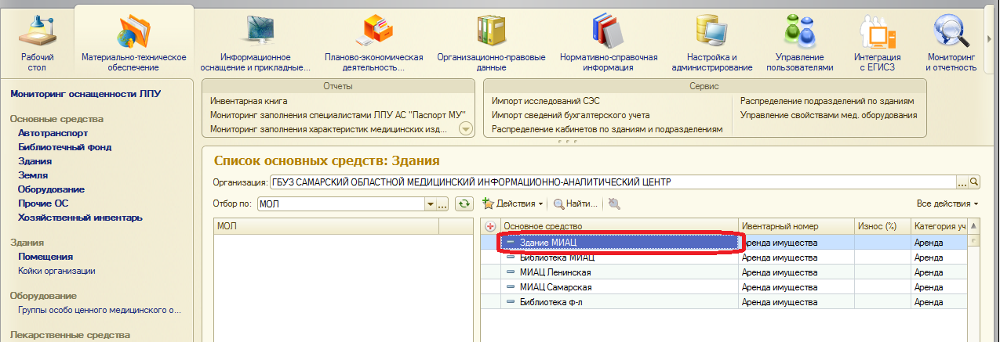 Рабочий стол
Материально-техническое обеспечение
Информационное оснащение и прикладные...
Планово-экономическая деятельность...
Организационно-правовые данные
Нормативно-справочная информация
Настройка и администрирование
Управление пользователями
Интеграция с ЕГИСЗ
Мониторинг и отчетность
Мониторинг оснащенности ЛПУ
Основные средства
Автотранспорт
Библиотечный фонд
Здания
Земля
Оборудование
Прочие ОС
Хозяйственный инвентарь
Здания
Помещения
Койки организации
Оборудование
Группы особо ценного медицинского о...
Лекарственные средства
Отчеты
Инвентарная книга
Мониторинг заполнения специалистами ЛПУ АС "Паспорт МУ"
Мониторинг заполнения характеристик медицинских изд...
Сервис
Импорт исследований СЭС
Импорт сведений бухгалтерского учета
Распределение кабинетов по зданиям и подразделениям
Распределение подразделений по зданиям
Управление свойствами мед. оборудования
Список основных средств: Здания
Организация: ГБУЗ САМАРСКИЙ ОБЛАСТНОЙ МЕДИЦИНСКИЙ ИНФОРМАЦИОННО-АНАЛИТИЧЕСКИЙ ЦЕНТР ...
Отбор по: МОЛ ... Действия Найти... Все действия
МОЛ
Основное средство Ивентарный номер Износ (%) Категория уч
Здание МИАЦ Аренда имущества Аренда
Библиотека МИАЦ Аренда имущества Аренда
МИАЦ Ленинская Аренда имущества Аренда
МИАЦ Самарская Аренда имущества Аренда
Библиотека ф-л Аренда имущества Аренда